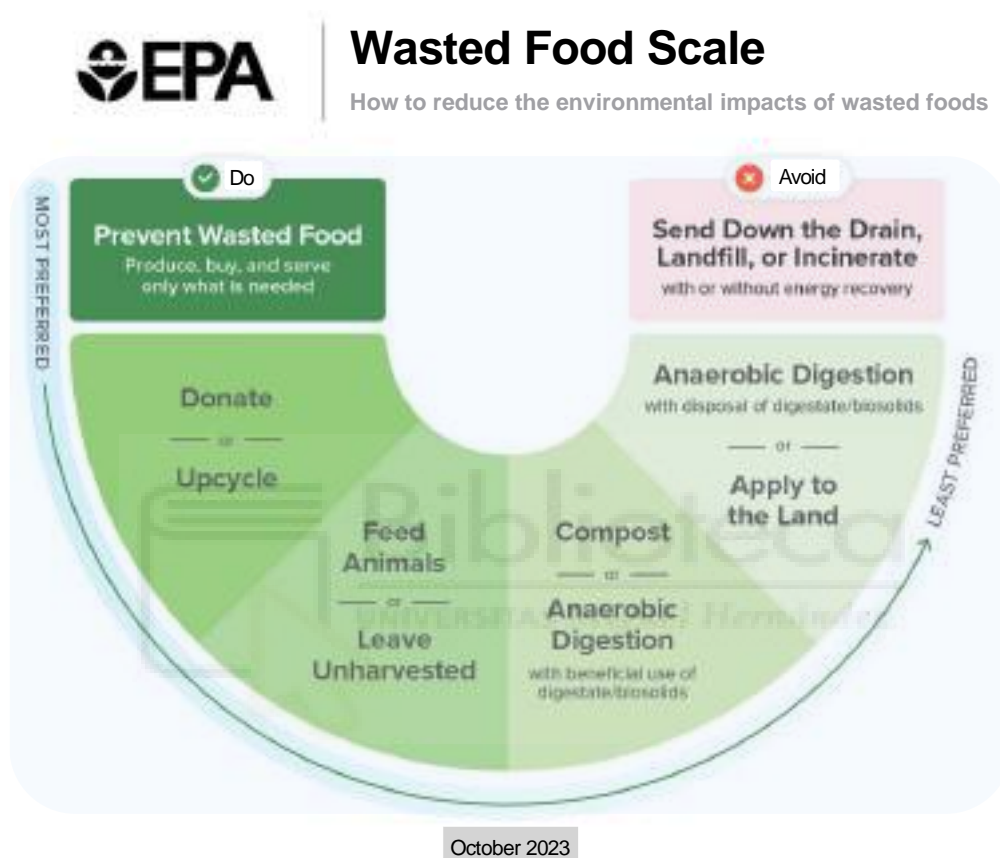 EPA
Wasted Food Scale
How to reduce the environmental impacts of wasted foods
Do
Avoid
MOST PREFERRED
Prevent Wasted Food
Produce, buy, and serve
only what is needed
Send Down the Drain,
Landfill, or Incinerate
with or without energy recovery
Donate
or
Upcycle
Feed
Animals
or
Leave
Unharvested
Compost
or
Anaerobic
Digestion
with beneficial use of
digestate/biosolids
Anaerobic Digestion
with disposal of digestate/biosolids
or
Apply to
the Land
LEAST PREFERRED
Biblioteca
UNIVERSITAS Hernández
October 2023